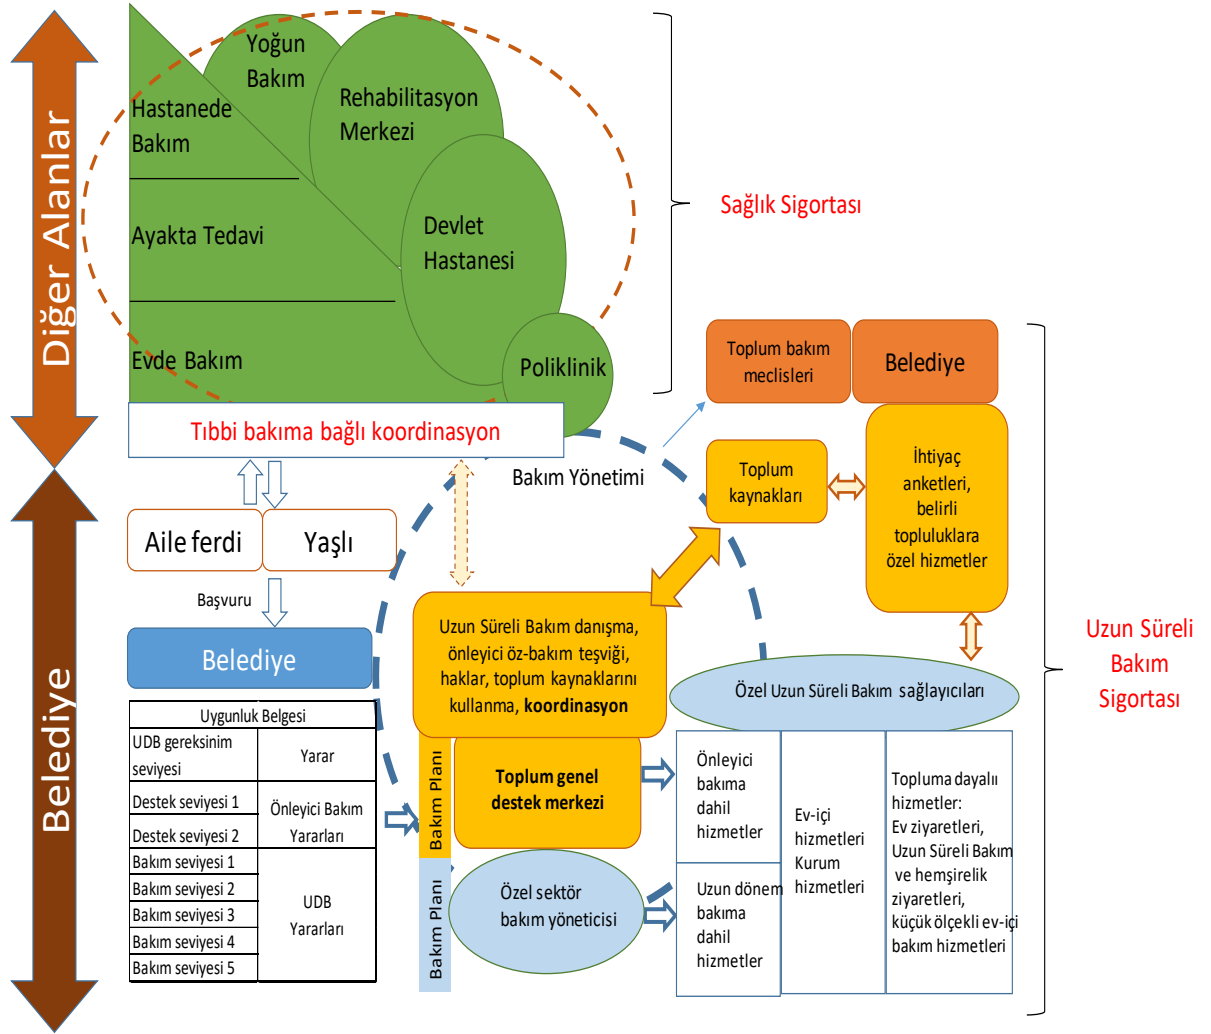 Diğer Alanlar
Belediye
Yoğun
Bakım
Hastanede
Bakım
Rehabilitasyon
Merkezi
Ayakta Tedavi
Devlet
Hastanesi
Evde Bakım
Poliklinik
Sağlık Sigortası
Tıbbi bakıma bağlı koordinasyon
Bakım Yönetimi
Toplum bakım
meclisleri
Belediye
Toplum
kaynakları
İhtiyaç
anketleri,
belirli
topluluklara
özel hizmetler
Aile ferdi
Yaşlı
Başvuru
Belediye
Uygunluk Belgesi
UDB gereksinim
seviyesi
Yarar
Destek seviyesi 1
Destek seviyesi 2
Önleyici Bakım
Yararları
Bakım seviyesi 1
Bakım seviyesi 2
Bakım seviyesi 3
Bakım seviyesi 4
Bakım seviyesi 5
UDB
Yararları
Uzun Süreli Bakım danışma,
önleyici öz-bakım teşviği,
haklar, toplum kaynaklarını
kullanma, koordinasyon
Bakım Planı
Toplum genel
destek merkezi
Bakım Planı
Özel sektör
bakım yöneticisi
Özel Uzun Süreli Bakım sağlayıcıları
Önleyici
bakıma
dahil
hizmetler
Uzun dönem
bakıma
dahil
hizmetler
Ev-içi
hizmetleri
Kurum
hizmetleri
Topluma dayalıı
hizmetler:
Ev ziyaretleri,
Uzun Süreli Bakım
ve hemşirelik
ziyaretleri,
küçük ölçekli ev-içi
bakım hizmetleri
Uzun Süreli
Bakım
Sigortası